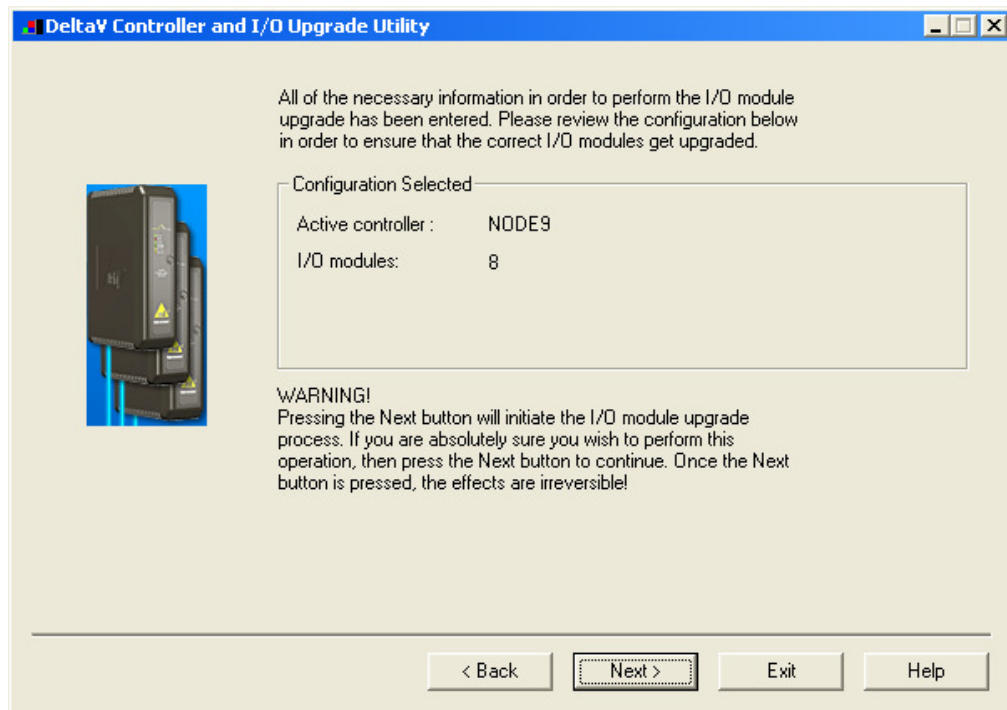 DeltaV Controller and I/O Upgrade Utility
All of the necessary information in order to perform the I/O module
upgrade has been entered. Please review the configuration below
in order to ensure that the correct I/O modules get upgraded.
Configuration Selected
Active controller : NODE9
I/O modules: 8
WARNING!
Pressing the Next button will initiate the I/O module upgrade
process. If you are absolutely sure you wish to perform this
operation, then press the Next button to continue. Once the Next
button is pressed, the effects are irreversible!
< Back Next > Exit Help